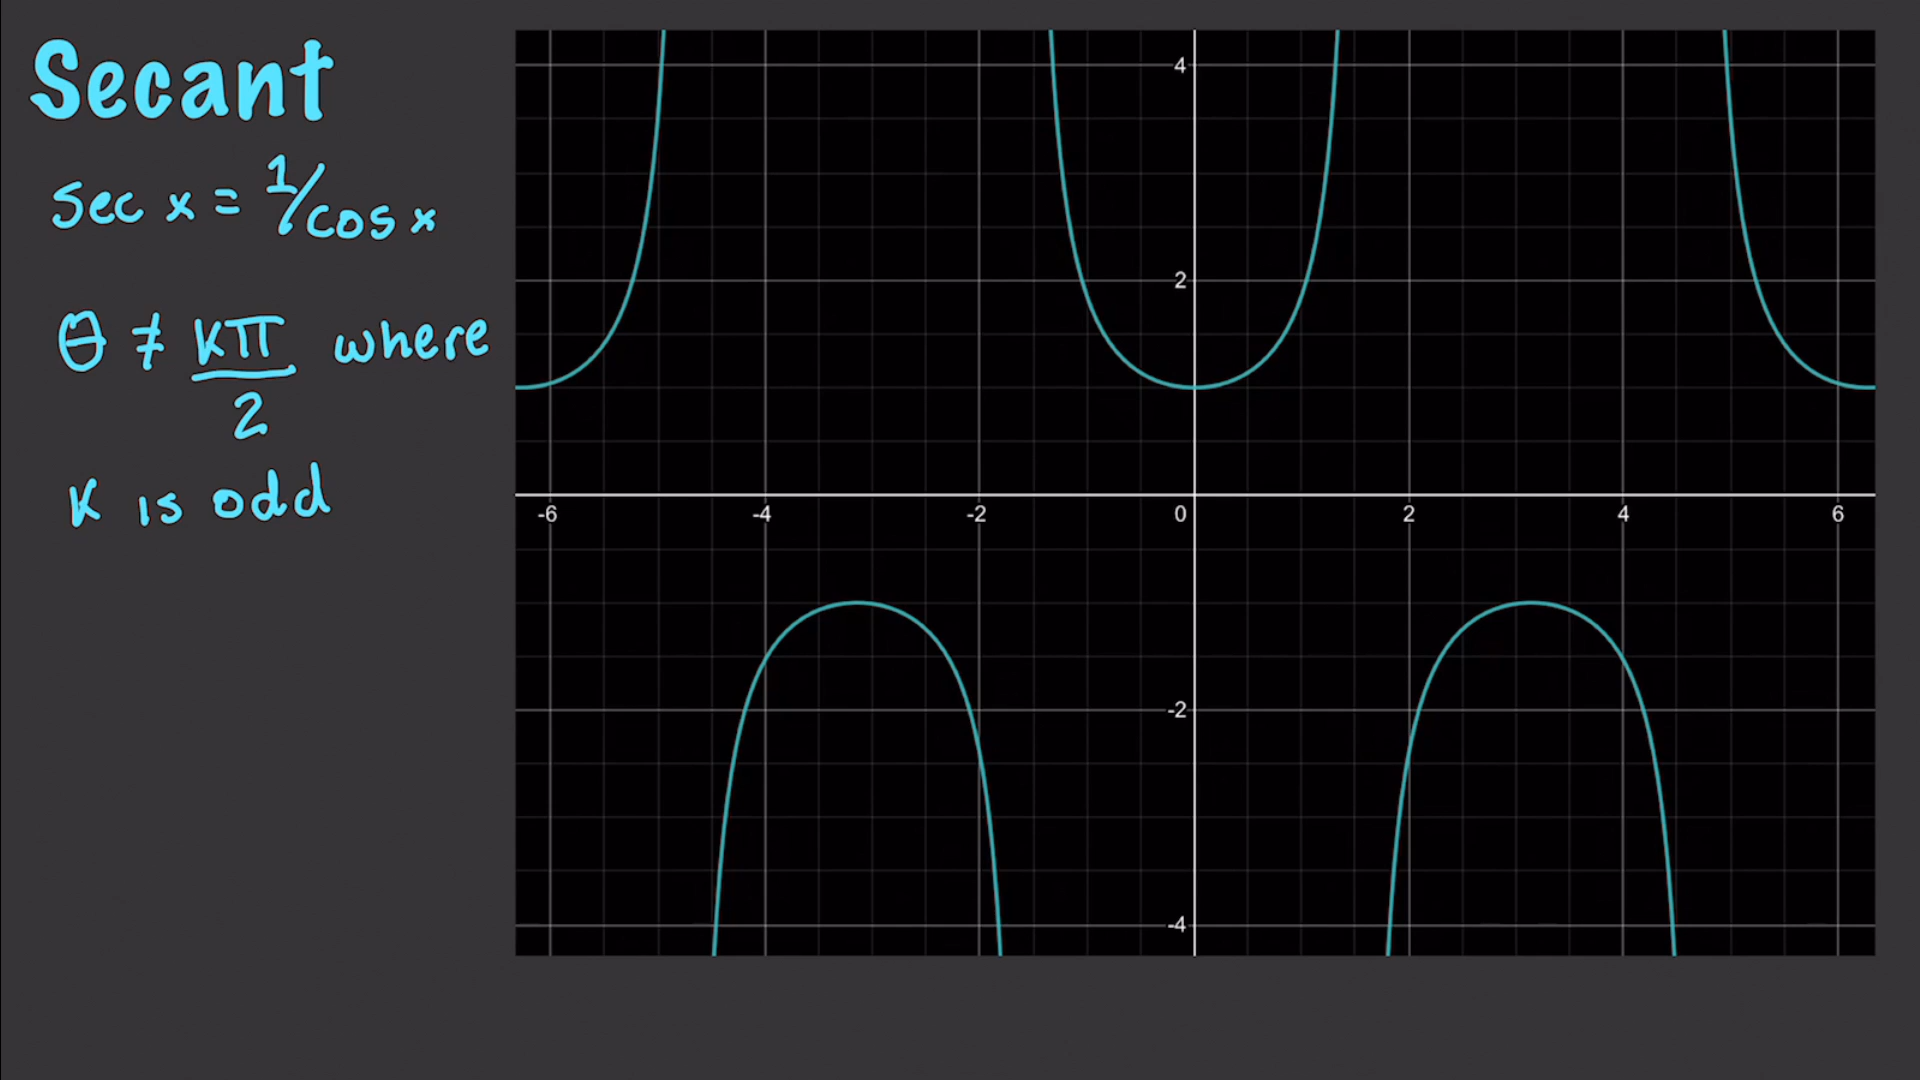 Secant
sec x = 1/cos x
θ ≠ kπ/2 where
k is odd
4
2
-6 -4 -2 0 2 4 6
-2
-4